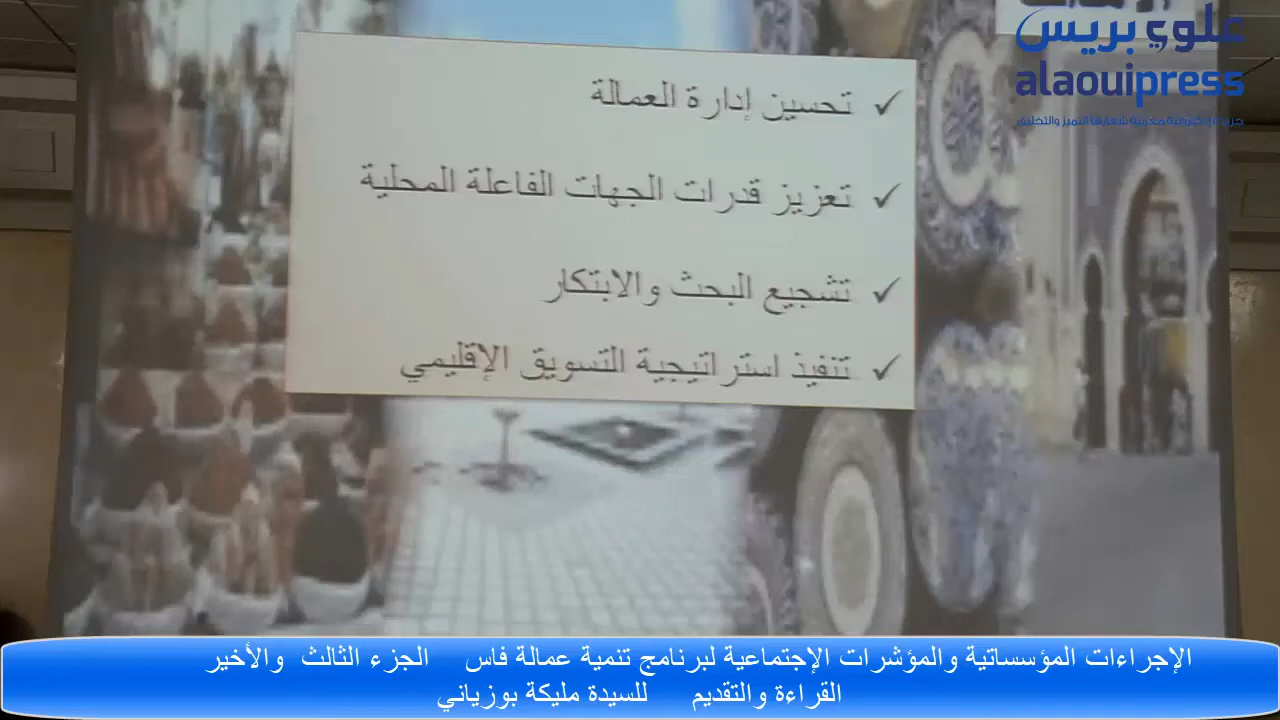 علوي بريس
alaouipress
تحسين إدارة العمالة
تعزيز قدرات الجهات الفاعلة المحلية
تشجيع البحث والابتكار
تنفيذ استراتيجية التسويق الإقليمي
الإجراءات المؤسساتية والمؤشرات الإجتماعية لبرنامج تنمية عمالة فاس الجزء الثالث والأخير
القراءة والتقديم للسيدة مليكة بوزياني